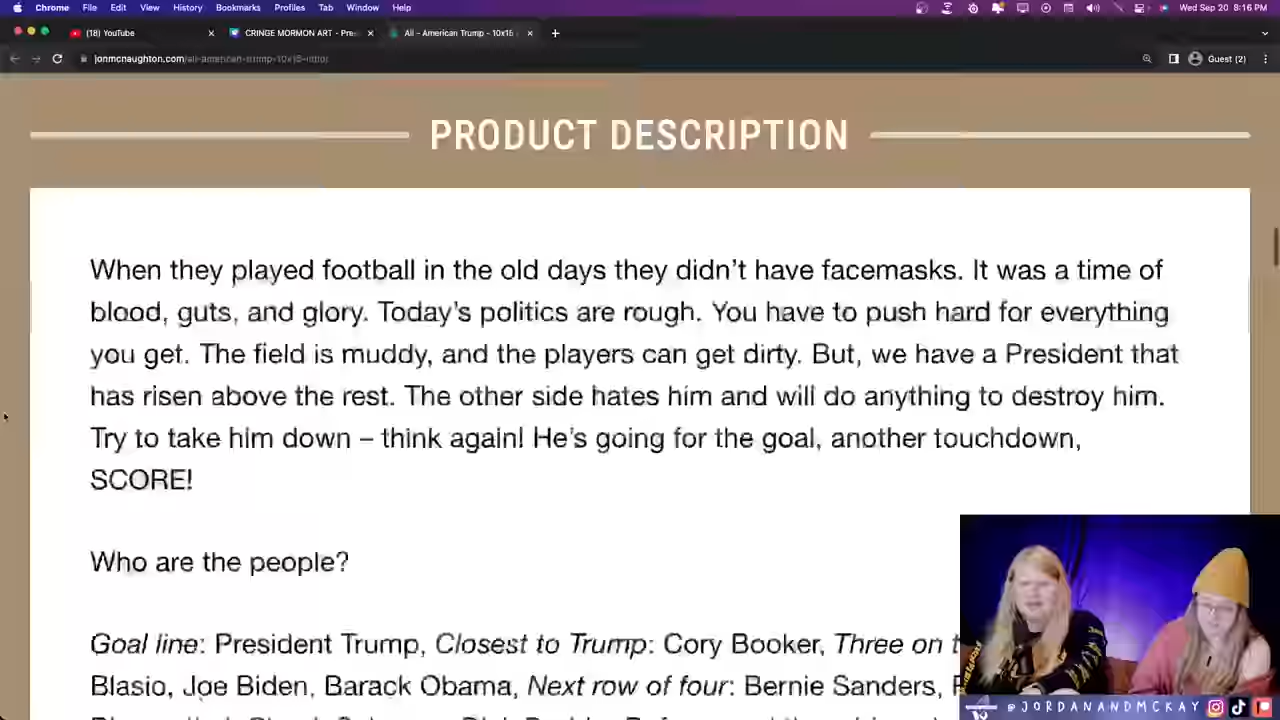 Chrome File Edit View History Bookmarks Profiles Tab Window Help Wed Sep 20 8:16 PM
(18) YouTube CRINGE MORMON ART - Pre All - American Trump - 10x15
jonmcnaughton.com/all-american-trump-10x15-litho/ Guest (2)
PRODUCT DESCRIPTION
When they played football in the old days they didn't have facemasks. It was a time of
blood, guts, and glory. Today's politics are rough. You have to push hard for everything
you get. The field is muddy, and the players can get dirty. But, we have a President that
has risen above the rest. The other side hates him and will do anything to destroy him.
Try to take him down – think again! He's going for the goal, another touchdown,
SCORE!
Who are the people?
Goal line: President Trump, Closest to Trump: Cory Booker, Three on t
Blasio, Joe Biden, Barack Obama, Next row of four: Bernie Sanders,
@JORDANANDMCKAY